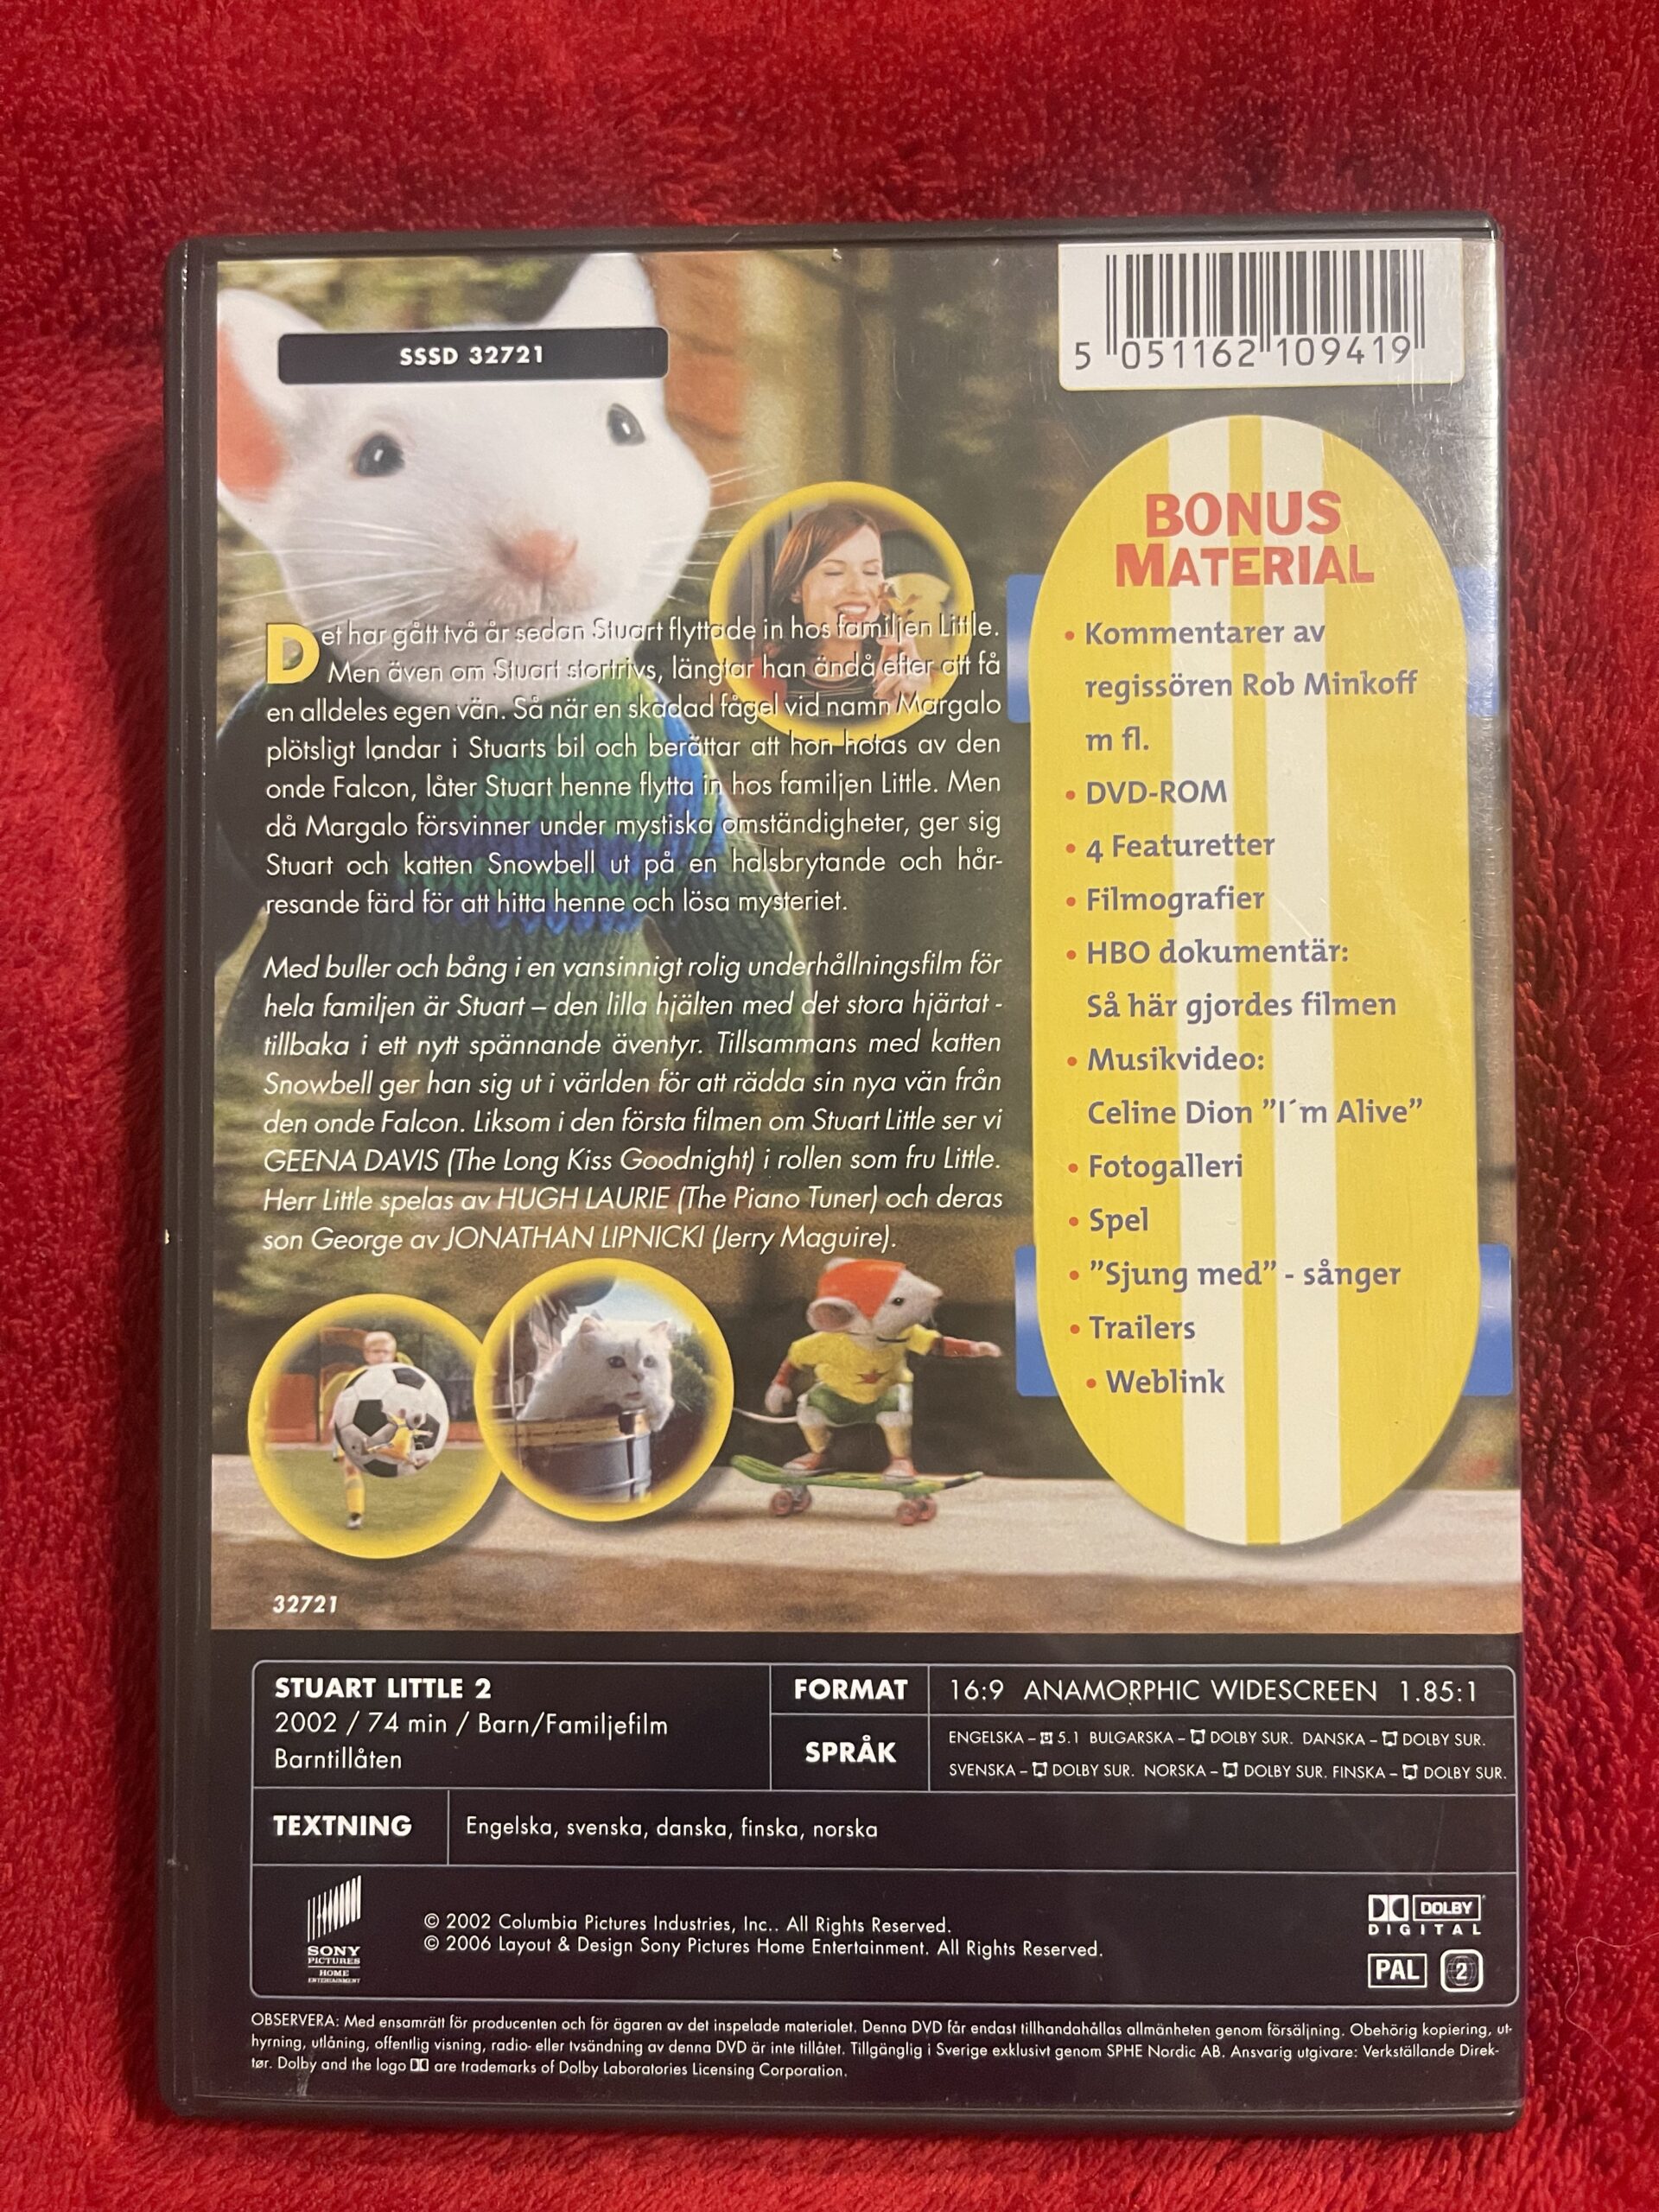 SSSD 32721
5 051162 109419
Det har gått två år sedan Stuart flyttade in hos familjen Little.
Men även om Stuart stortrivs, längtar han ändå efter att få
en alldeles egen vän. Så när en skadad fågel vid namn Margalo
plötsligt landar i Stuarts bil och berättar att hon hotas av den
onde Falcon, låter Stuart henne flytta in hos familjen Little. Men
då Margalo försvinner under mystiska omständigheter, ger sig
Stuart och katten Snowbell ut på en halsbrytande och hår-
resande färd för att hitta henne och lösa mysteriet.
Med buller och bång i en vansinnigt rolig underhållningsfilm för
hela familjen är Stuart – den lilla hjälten med det stora hjärtat -
tillbaka i ett nytt spännande äventyr. Tillsammans med katten
Snowbell ger han sig ut i världen för att rädda sin nya vän från
den onde Falcon. Liksom i den första filmen om Stuart Little ser vi
GEENA DAVIS (The Long Kiss Goodnight) i rollen som fru Little.
Herr Little spelas av HUGH LAURIE (The Piano Tuner) och deras
son George av JONATHAN LIPNICKI (Jerry Maguire).
BONUS
MATERIAL
• Kommentarer av
regissören Rob Minkoff
m fl.
• DVD-ROM
• 4 Featuretter
• Filmografier
• HBO dokumentär:
Så här gjordes filmen
• Musikvideo:
Celine Dion ”I´m Alive”
• Fotogalleri
• Spel
• ”Sjung med” - sånger
• Trailers
• Weblink
32721
STUART LITTLE 2
2002 / 74 min / Barn/Familjefilm
Barntillåten
FORMAT
16:9 ANAMORPHIC WIDESCREEN 1.85:1
SPRÅK
ENGELSKA – 5.1 BULGARSKA – DOLBY SUR. DANSKA – DOLBY SUR.
SVENSKA – DOLBY SUR. NORSKA – DOLBY SUR. FINSKA – DOLBY SUR.
TEXTNING
Engelska, svenska, danska, finska, norska
SONY
PICTURES
HOME
ENTERTAINMENT
© 2002 Columbia Pictures Industries, Inc.. All Rights Reserved.
© 2006 Layout & Design Sony Pictures Home Entertainment. All Rights Reserved.
DOLBY
DIGITAL
PAL 2
OBSERVERA: Med ensamrätt för producenten och för ägaren av det inspelade materialet. Denna DVD får endast tillhandahållas allmänheten genom försäljning. Obehörig kopiering, ut-
hyrning, utlåning, offentlig visning, radio- eller tvsändning av denna DVD är inte tillåtet. Tillgänglig i Sverige exklusivt genom SPHE Nordic AB. Ansvarig utgivare: Verkställande Direk-
tør. Dolby and the logo are trademarks of Dolby Laboratories Licensing Corporation.